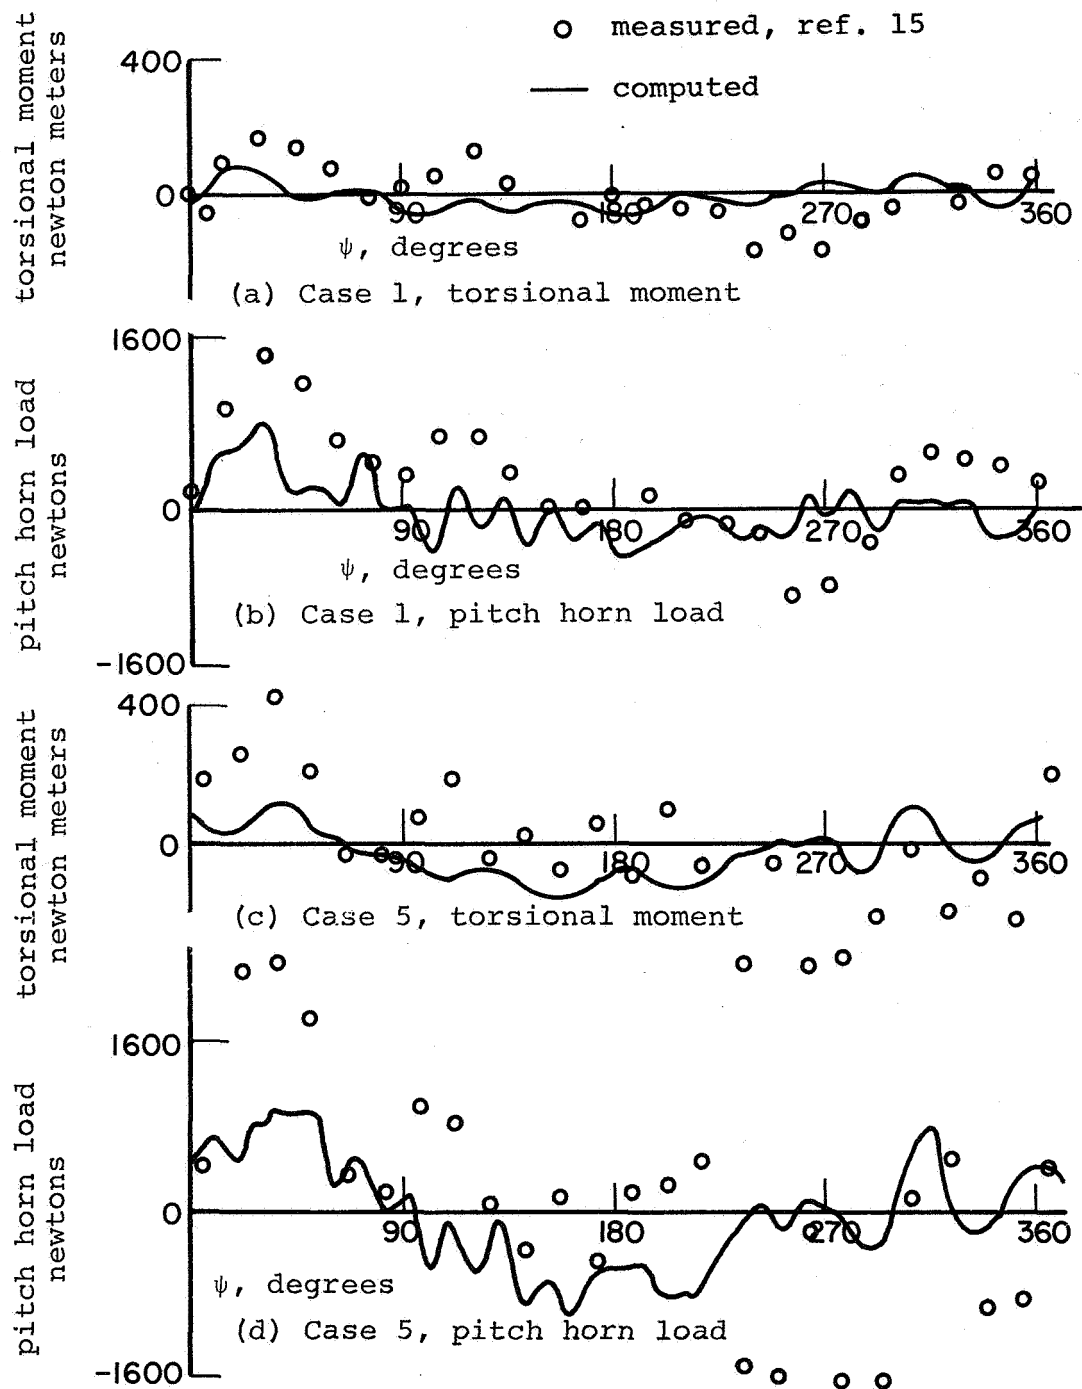 o measured, ref. 15
— computed
torsional moment
newton meters
400
0
90
180
270
360
ψ, degrees
(a) Case 1, torsional moment
pitch horn load
newtons
1600
0
-1600
90
180
270
360
ψ, degrees
(b) Case 1, pitch horn load
torsional moment
newton meters
400
0
90
180
270
360
(c) Case 5, torsional moment
pitch horn load
newtons
1600
0
-1600
90
180
270
360
ψ, degrees
(d) Case 5, pitch horn load